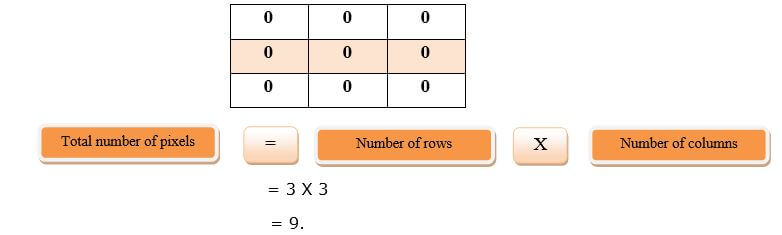 0 0 0
0 0 0
0 0 0
Total number of pixels = Number of rows X Number of columns
= 3 X 3
= 9.